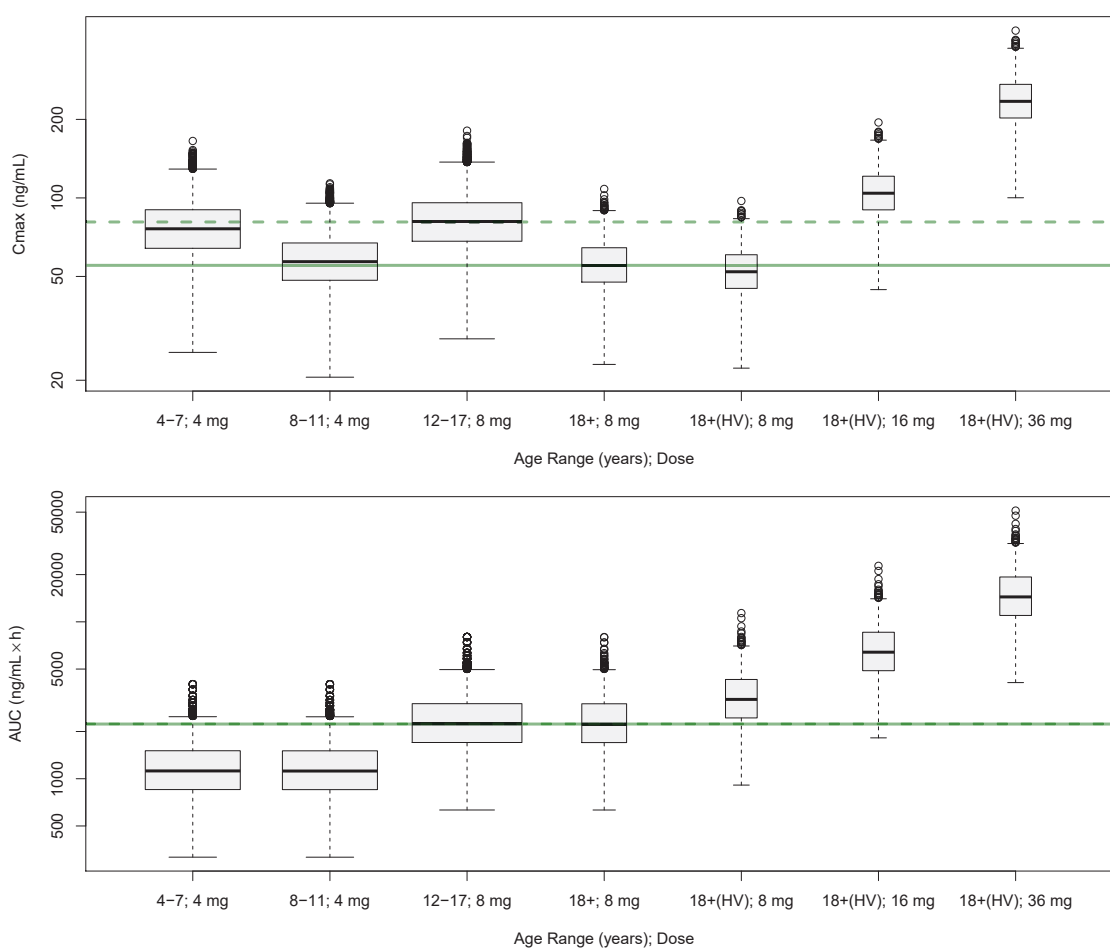 Cmax (ng/mL)
200
100
50
20
4−7; 4 mg
8−11; 4 mg
12−17; 8 mg
18+; 8 mg
18+(HV); 8 mg
18+(HV); 16 mg
18+(HV); 36 mg
Age Range (years); Dose
AUC (ng/mL×h)
50000
20000
5000
1000
500
4−7; 4 mg
8−11; 4 mg
12−17; 8 mg
18+; 8 mg
18+(HV); 8 mg
18+(HV); 16 mg
18+(HV); 36 mg
Age Range (years); Dose